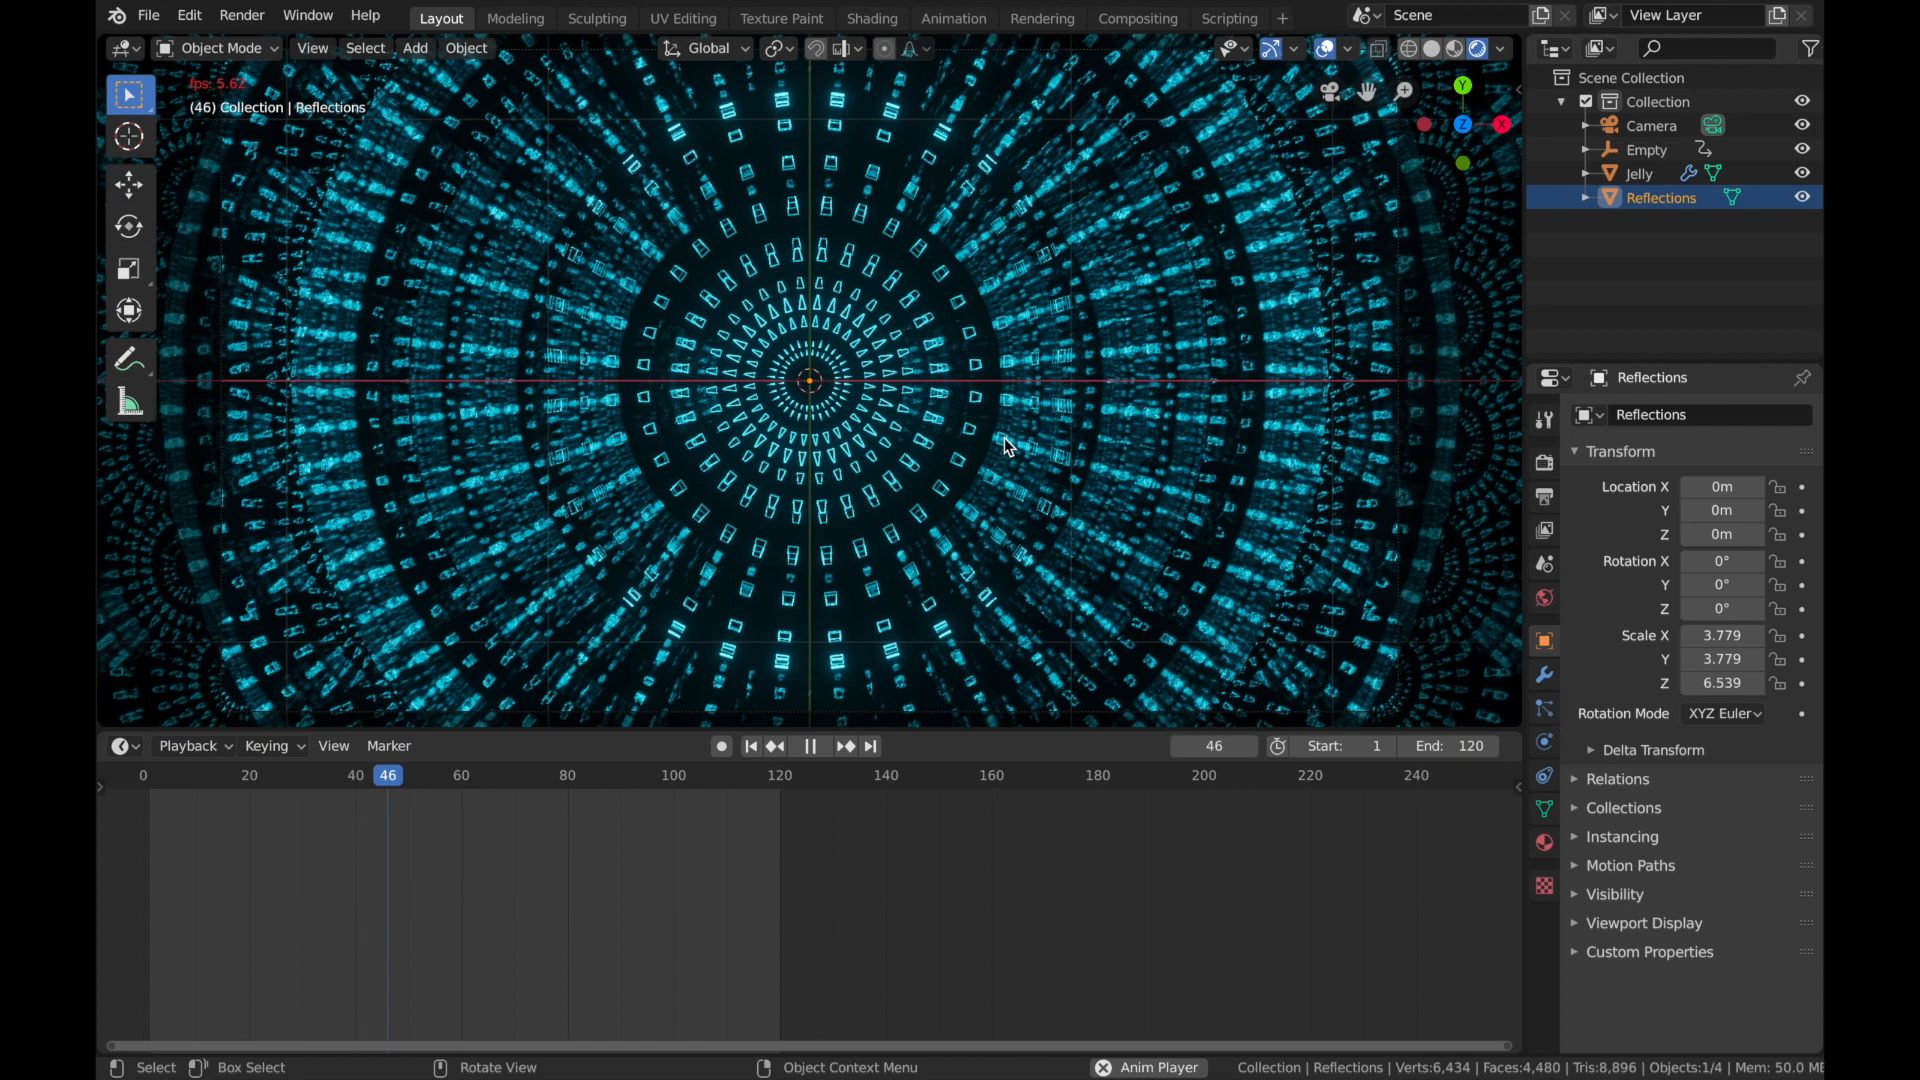 File Edit Render Window Help Layout Modeling Sculpting UV Editing Texture Paint Shading Animation Rendering Compositing Scripting + Scene View Layer
Object Mode View Select Add Object Global
fps: 5.62
(46) Collection | Reflections
Y
Z X
Scene Collection
Collection
Camera
Empty
Jelly
Reflections
Reflections
Reflections
Transform
Location X 0m
Y 0m
Z 0m
Rotation X 0°
Y 0°
Z 0°
Scale X 3.779
Y 3.779
Z 6.539
Rotation Mode XYZ Euler
Delta Transform
Relations
Collections
Instancing
Motion Paths
Visibility
Viewport Display
Custom Properties
Playback Keying View Marker 46 Start: 1 End: 120
0 20 40 46 60 80 100 120 140 160 180 200 220 240
Select Box Select Rotate View Object Context Menu Anim Player Collection | Reflections | Verts:6,434 | Faces:4,480 | Tris:8,896 | Objects:1/4 | Mem: 50.0